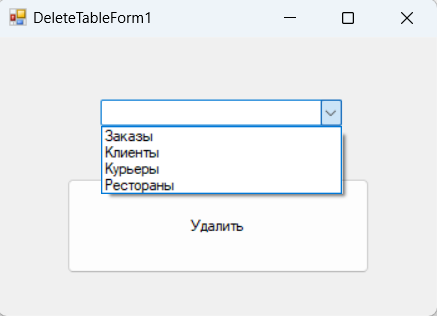 DeleteTableForm1
Заказы
Клиенты
Курьеры
Рестораны
Удалить